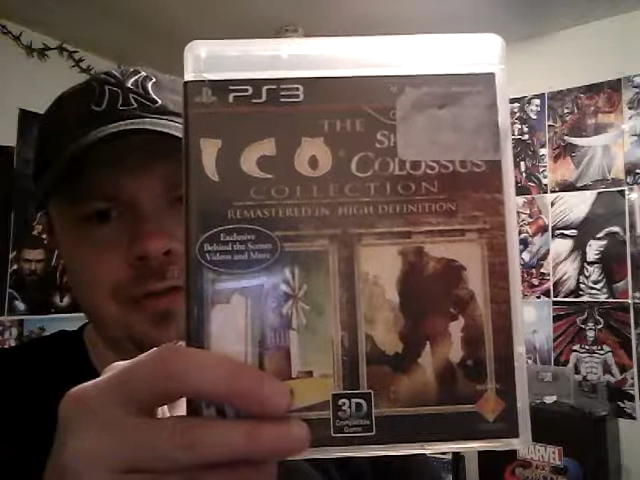 NY
PS3
THE
ICO
COLOSSUS
COLLECTION
REMASTERED IN HIGH DEFINITION
Exclusive
Behind the Scenes
Videos and More
3D
Compatible
Game
MARVEL